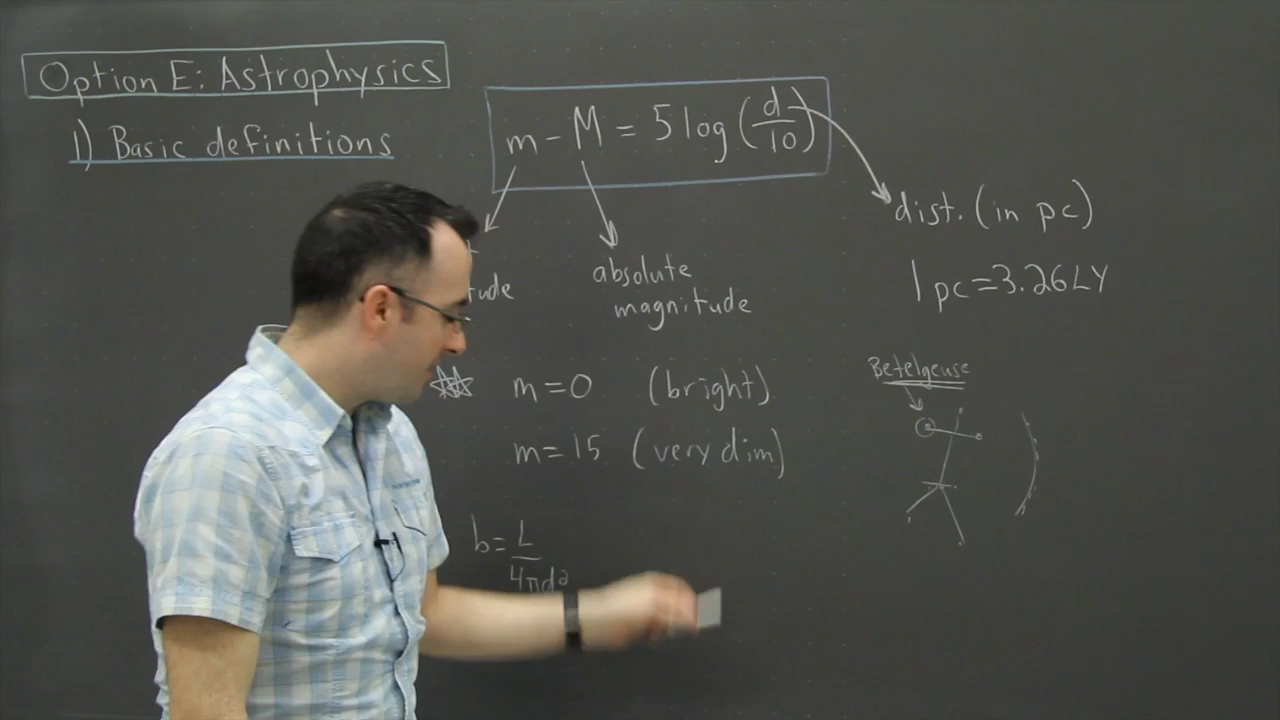 Option E: Astrophysics
1) Basic definitions
m - M = 5 log (d/10)
dist. (in pc)
1 pc = 3.26 LY
absolute
magnitude
m = 0 (bright)
m = 15 (very dim)
Betelgeuse
b = L/4πd²